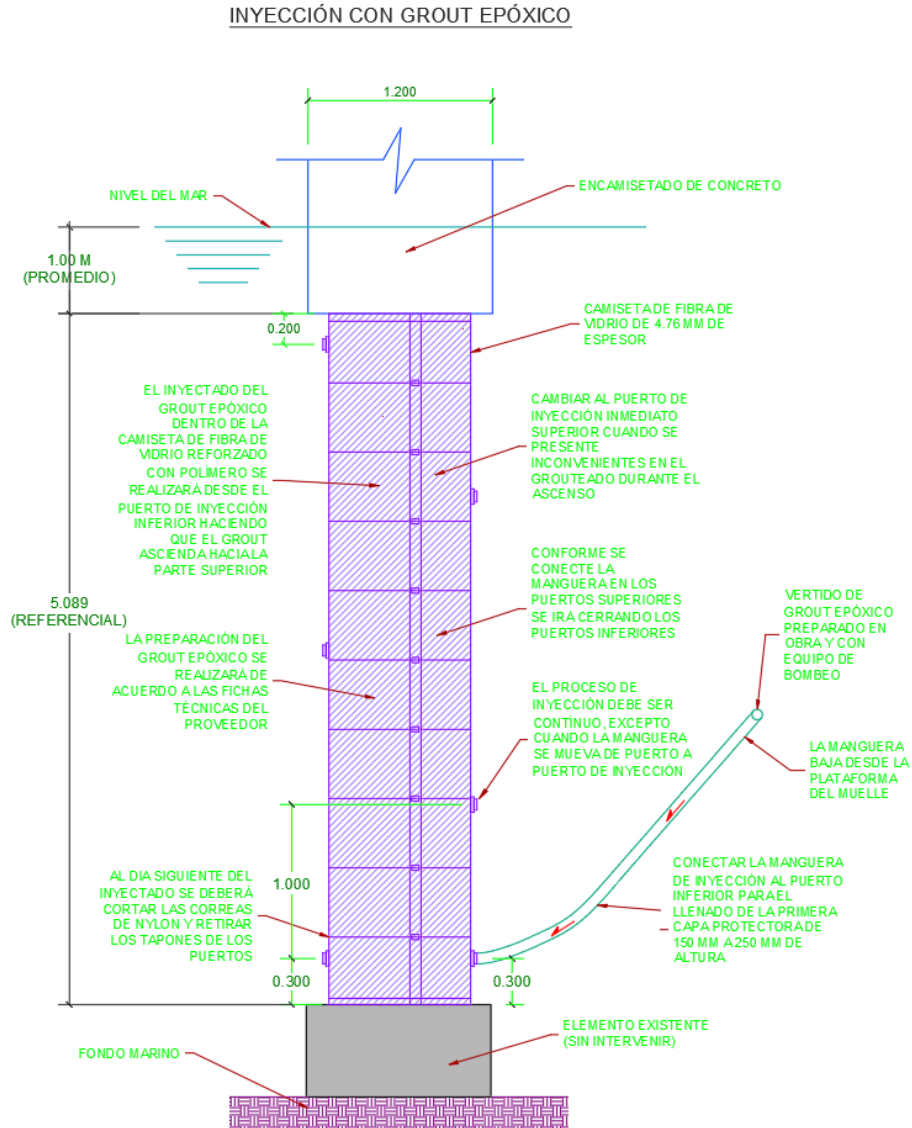 INYECCIÓN CON GROUT EPÓXICO
1.200
NIVEL DEL MAR
ENCAMISETADO DE CONCRETO
1.00 M
(PROMEDIO)
0.200
CAMISETA DE FIBRA DE
VIDRIO DE 4.76 MM DE
ESPESOR
EL INYECTADO DEL
GROUT EPÓXICO
DENTRO DE LA
CAMISETA DE FIBRA DE
VIDRIO REFORZADO
CON POLÍMERO SE
REALIZARÁ DESDE EL
PUERTO DE INYECCIÓN
INFERIOR HACIENDO
QUE EL GROUT
ASCIENDA HACIA LA
PARTE SUPERIOR
CAMBIAR AL PUERTO DE
INYECCIÓN INMEDIATO
SUPERIOR CUANDO SE
PRESENTE
INCONVENIENTES EN EL
GROUTEADO DURANTE EL
ASCENSO
CONFORME SE
CONECTE LA
MANGUERA EN LOS
PUERTOS SUPERIORES
SE IRA CERRANDO LOS
PUERTOS INFERIORES
5.089
(REFERENCIAL)
VERTIDO DE
GROUT EPÓXICO
PREPARADO EN
OBRA Y CON
EQUIPO DE
BOMBEO
LA PREPARACIÓN DEL
GROUT EPÓXICO SE
REALIZARÁ DE
ACUERDO A LAS FICHAS
TÉCNICAS DEL
PROVEEDOR
EL PROCESO DE
INYECCIÓN DEBE SER
CONTÍNUO, EXCEPTO
CUANDO LA MANGUERA
SE MUEVA DE PUERTO A
PUERTO DE INYECCIÓN
LA MANGUERA
BAJA DESDE LA
PLATAFORMA
DEL MUELLE
1.000
AL DIA SIGUIENTE DEL
INYECTADO SE DEBERÁ
CORTAR LAS CORREAS
DE NYLON Y RETIRAR
LOS TAPONES DE LOS
PUERTOS
CONECTAR LA MANGUERA
DE INYECCIÓN AL PUERTO
INFERIOR PARA EL
LLENADO DE LA PRIMERA
CAPA PROTECTORA DE
150 MM A 250 MM DE
ALTURA
0.300
0.300
ELEMENTO EXISTENTE
(SIN INTERVENIR)
FONDO MARINO